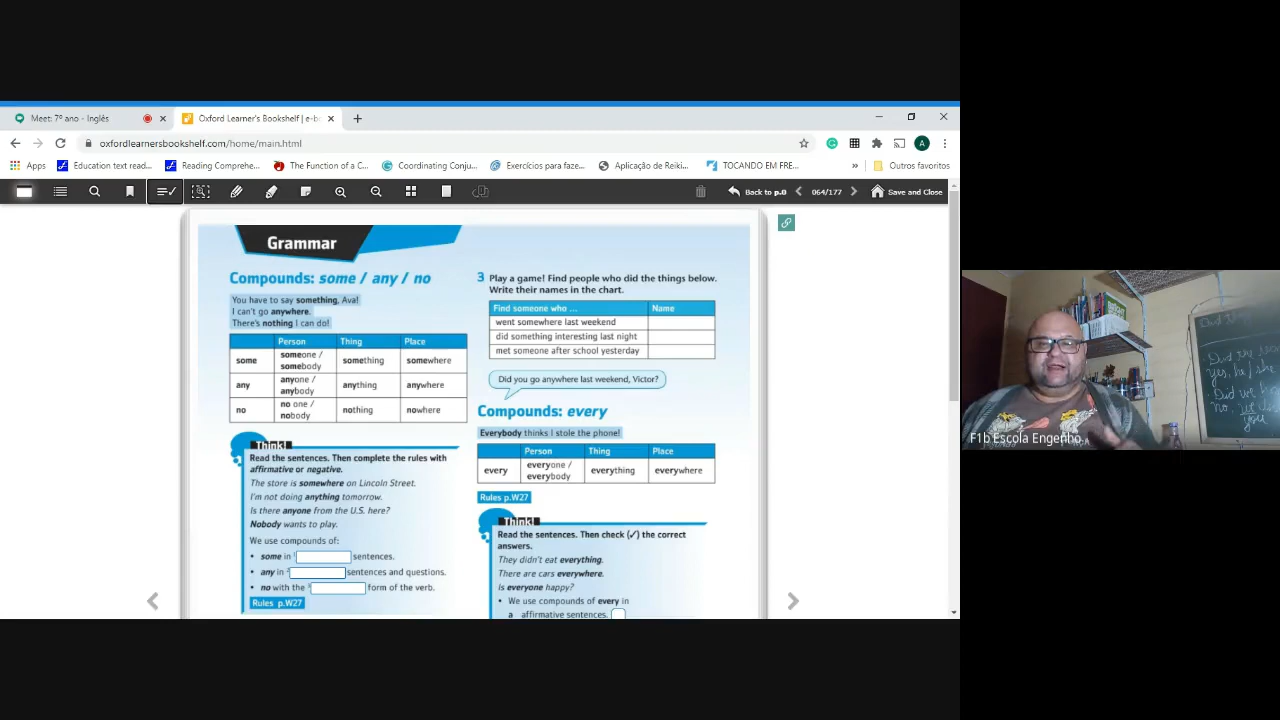 Meet: 7º ano - Inglês
Oxford Learner's Bookshelf | e-b
oxfordlearnersbookshelf.com/home/main.html
Apps
Education text read...
Reading Comprehe...
The Function of a C...
Coordinating Conju...
Exercícios para faze...
Aplicação de Reiki...
TOCANDO EM FRE...
»
Outros favoritos
Back to p.0
064/177
Save and Close
Grammar
Compounds: some / any / no
You have to say something, Ava!
I can't go anywhere.
There's nothing I can do!
Person Thing Place
some someone / somebody something somewhere
any anyone / anybody anything anywhere
no no one / nobody nothing nowhere
Think!
Read the sentences. Then complete the rules with
affirmative or negative.
The store is somewhere on Lincoln Street.
I'm not doing anything tomorrow.
Is there anyone from the U.S. here?
Nobody wants to play.
We use compounds of:
• some in 1 sentences.
• any in 2 sentences and questions.
• no with the 3 form of the verb.
Rules p.W27
3 Play a game! Find people who did the things below.
Write their names in the chart.
Find someone who ... Name
went somewhere last weekend
did something interesting last night
met someone after school yesterday
Did you go anywhere last weekend, Victor?
Compounds: every
Everybody thinks I stole the phone!
Person Thing Place
every everyone / everybody everything everywhere
Rules p.W27
Think!
Read the sentences. Then check (✓) the correct
answers.
They didn't eat everything.
There are cars everywhere.
Is everyone happy?
• We use compounds of every in
a affirmative sentences.
F1b Escola Engenho